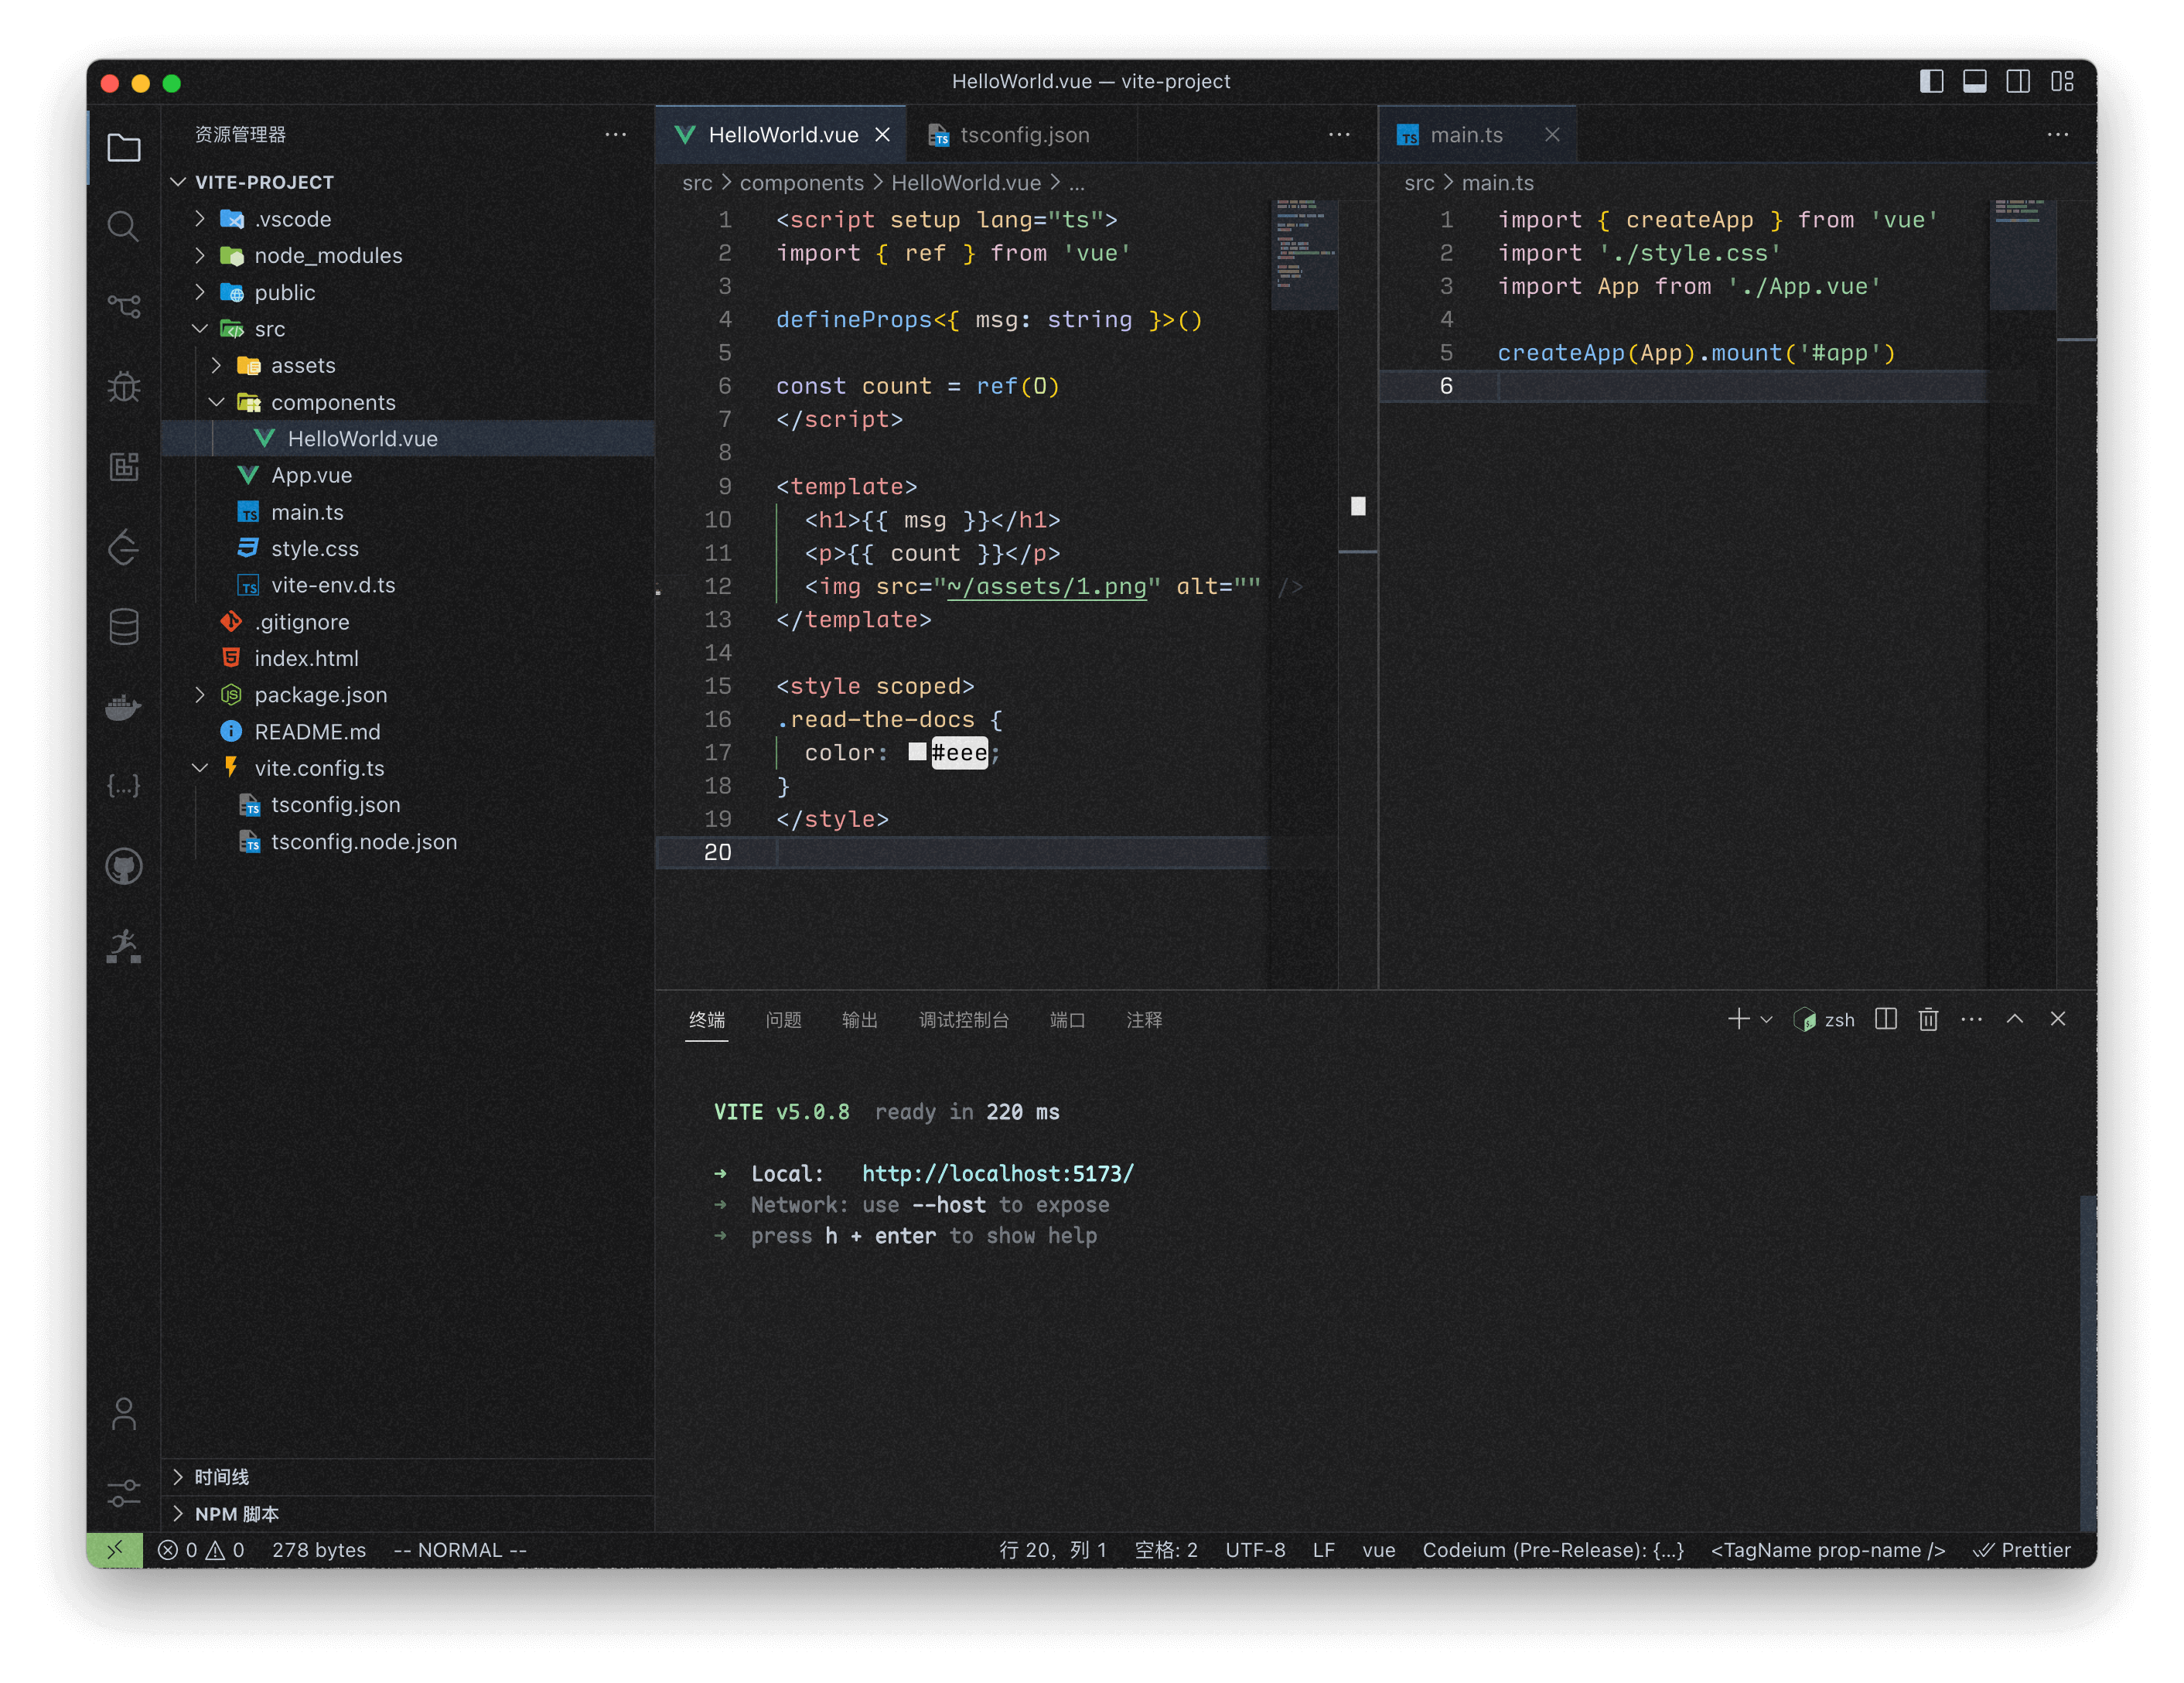 HelloWorld.vue — vite-project
资源管理器
VITE-PROJECT
.vscode
node_modules
public
src
assets
components
HelloWorld.vue
App.vue
main.ts
style.css
vite-env.d.ts
.gitignore
index.html
package.json
README.md
vite.config.ts
tsconfig.json
tsconfig.node.json
时间线
NPM 脚本
HelloWorld.vue
tsconfig.json
src > components > HelloWorld.vue > ...
1 <script setup lang="ts">
2 import { ref } from 'vue'
3
4 defineProps<{ msg: string }>()
5
6 const count = ref(0)
7 </script>
8
9 <template>
10 <h1>{{ msg }}</h1>
11 <p>{{ count }}</p>
12 <img src="~/assets/1.png" alt="" />
13 </template>
14
15 <style scoped>
16 .read-the-docs {
17 color: #eee;
18 }
19 </style>
20
main.ts
src > main.ts
1 import { createApp } from 'vue'
2 import './style.css'
3 import App from './App.vue'
4
5 createApp(App).mount('#app')
6
终端 问题 输出 调试控制台 端口 注释
zsh
VITE v5.0.8 ready in 220 ms
➜ Local: http://localhost:5173/
➜ Network: use --host to expose
➜ press h + enter to show help
0 0 278 bytes -- NORMAL --
行 20，列 1 空格: 2 UTF-8 LF vue Codeium (Pre-Release): {...} <TagName prop-name /> Prettier